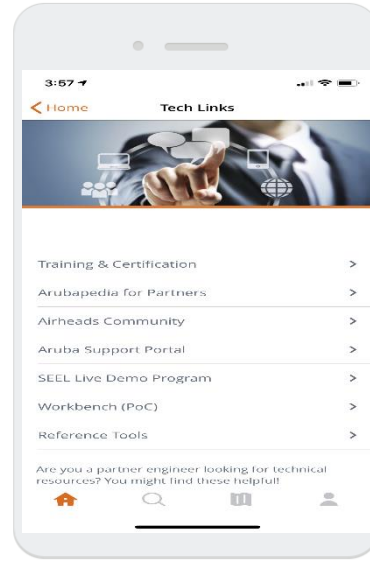 3:57
Home
Tech Links
Training & Certification
Arubapedia for Partners
Airheads Community
Aruba Support Portal
SEEL Live Demo Program
Workbench (PoC)
Reference Tools
Are you a partner engineer looking for technical
resources? You might find these helpful!